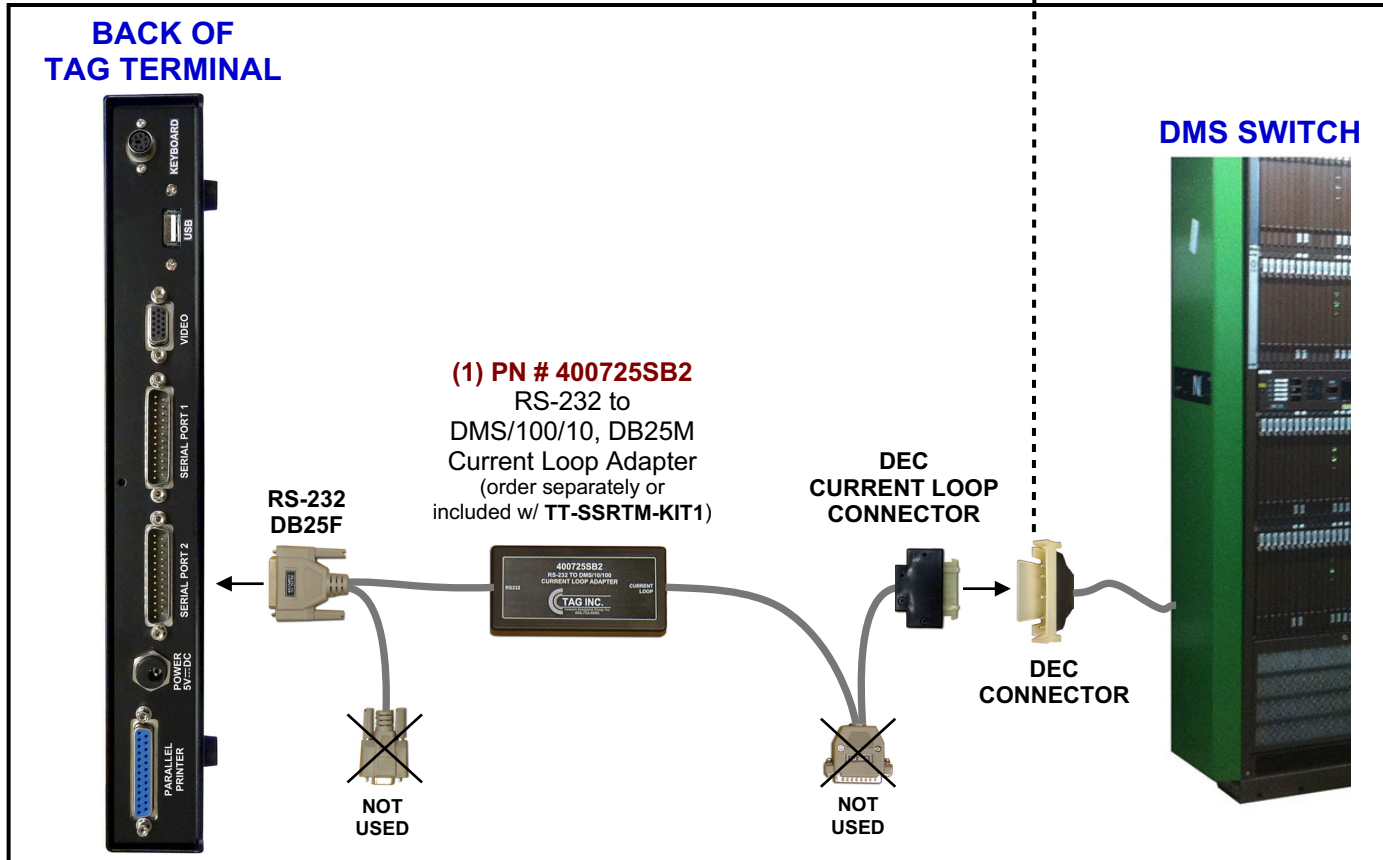 BACK OF
TAG TERMINAL
KEYBOARD
USB
VIDEO
SERIAL PORT 1
SERIAL PORT 2
POWER
5V DC
PARALLEL
PRINTER
RS-232
DB25F
NOT
USED
(1) PN # 400725SB2
RS-232 to
DMS/100/10, DB25M
Current Loop Adapter
(order separately or
included w/ TT-SSRTM-KIT1)
400725SB2
RS-232 TO DMS/10/100
CURRENT LOOP ADAPTER
RS232
CURRENT
LOOP
TAG INC.
NOT
USED
DEC
CURRENT LOOP
CONNECTOR
DEC
CONNECTOR
DMS SWITCH